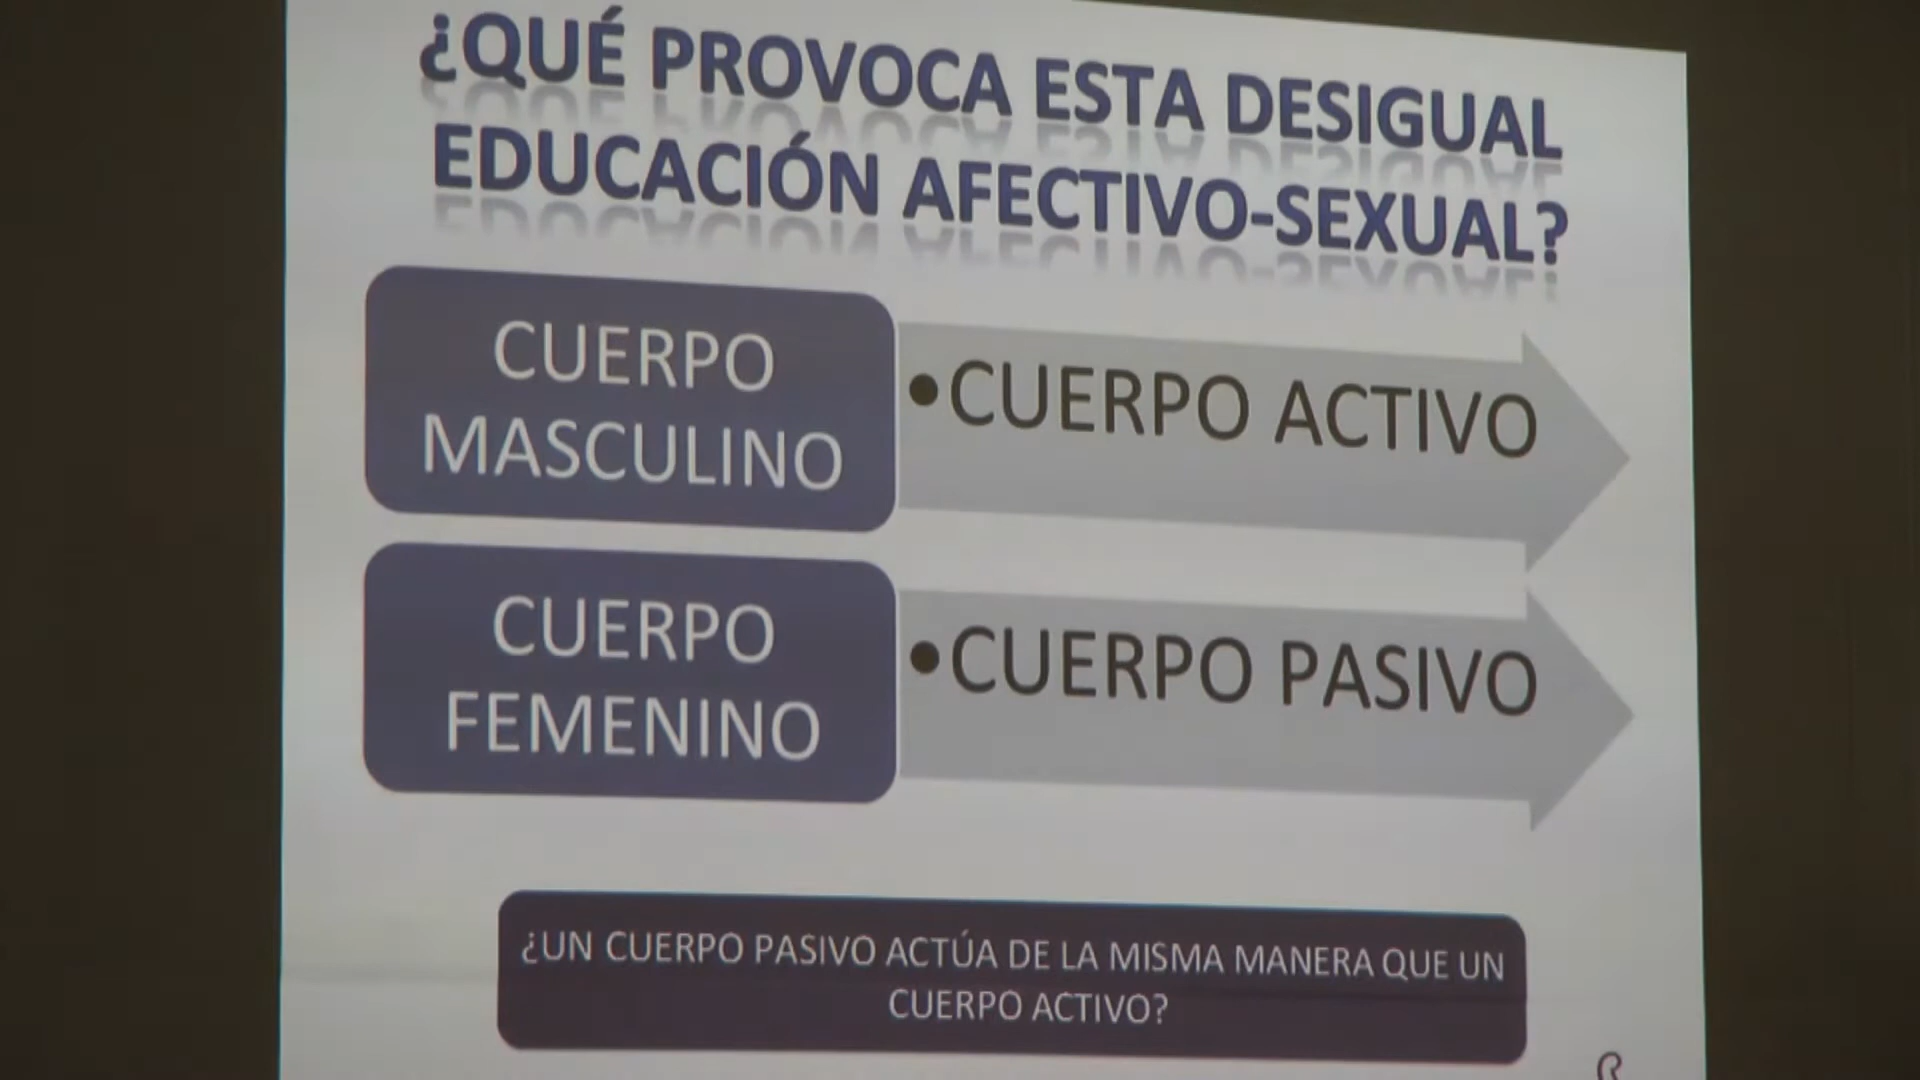 ¿QUÉ PROVOCA ESTA DESIGUAL
EDUCACIÓN AFECTIVO-SEXUAL?
CUERPO
MASCULINO
•CUERPO ACTIVO
CUERPO
FEMENINO
•CUERPO PASIVO
¿UN CUERPO PASIVO ACTÚA DE LA MISMA MANERA QUE UN
CUERPO ACTIVO?